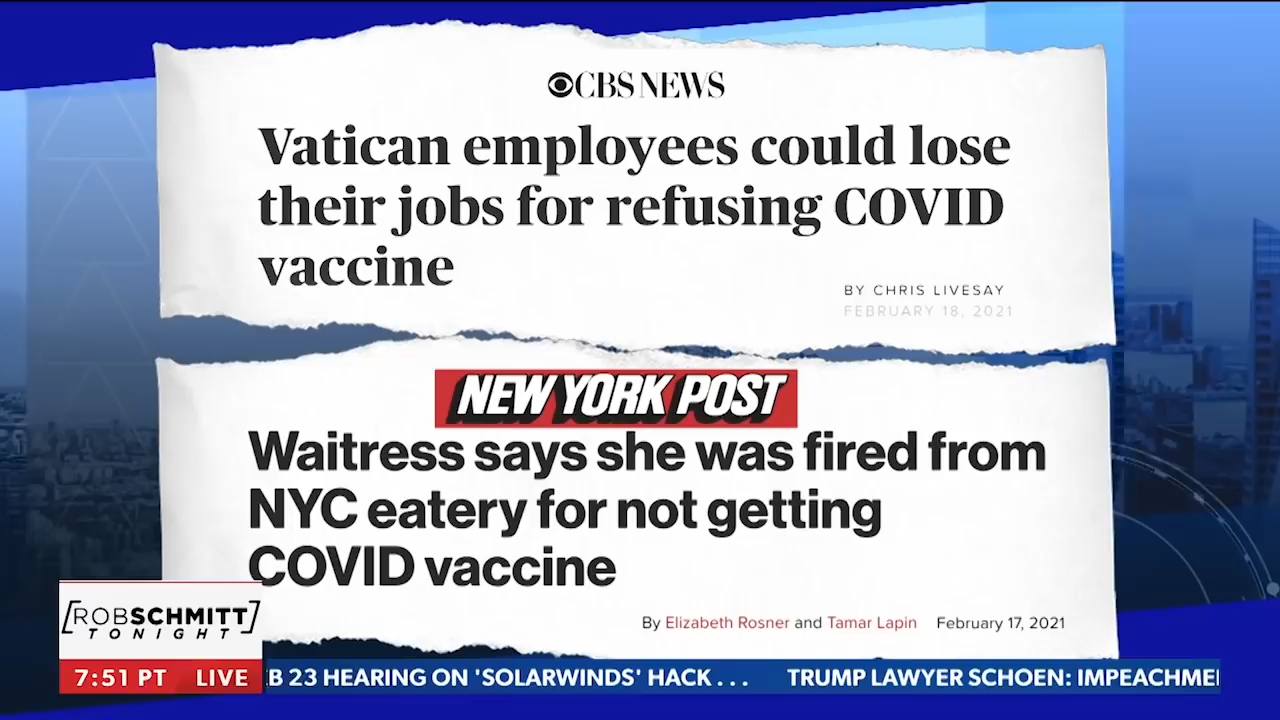 CBS NEWS
Vatican employees could lose
their jobs for refusing COVID
vaccine
BY CHRIS LIVESAY
FEBRUARY 18, 2021
NEW YORK POST
Waitress says she was fired from
NYC eatery for not getting
COVID vaccine
By Elizabeth Rosner and Tamar Lapin February 17, 2021
[ROBSCHMITT]
TONIGHT
7:51 PT LIVE
B 23 HEARING ON 'SOLARWINDS' HACK . . . TRUMP LAWYER SCHOEN: IMPEACHME